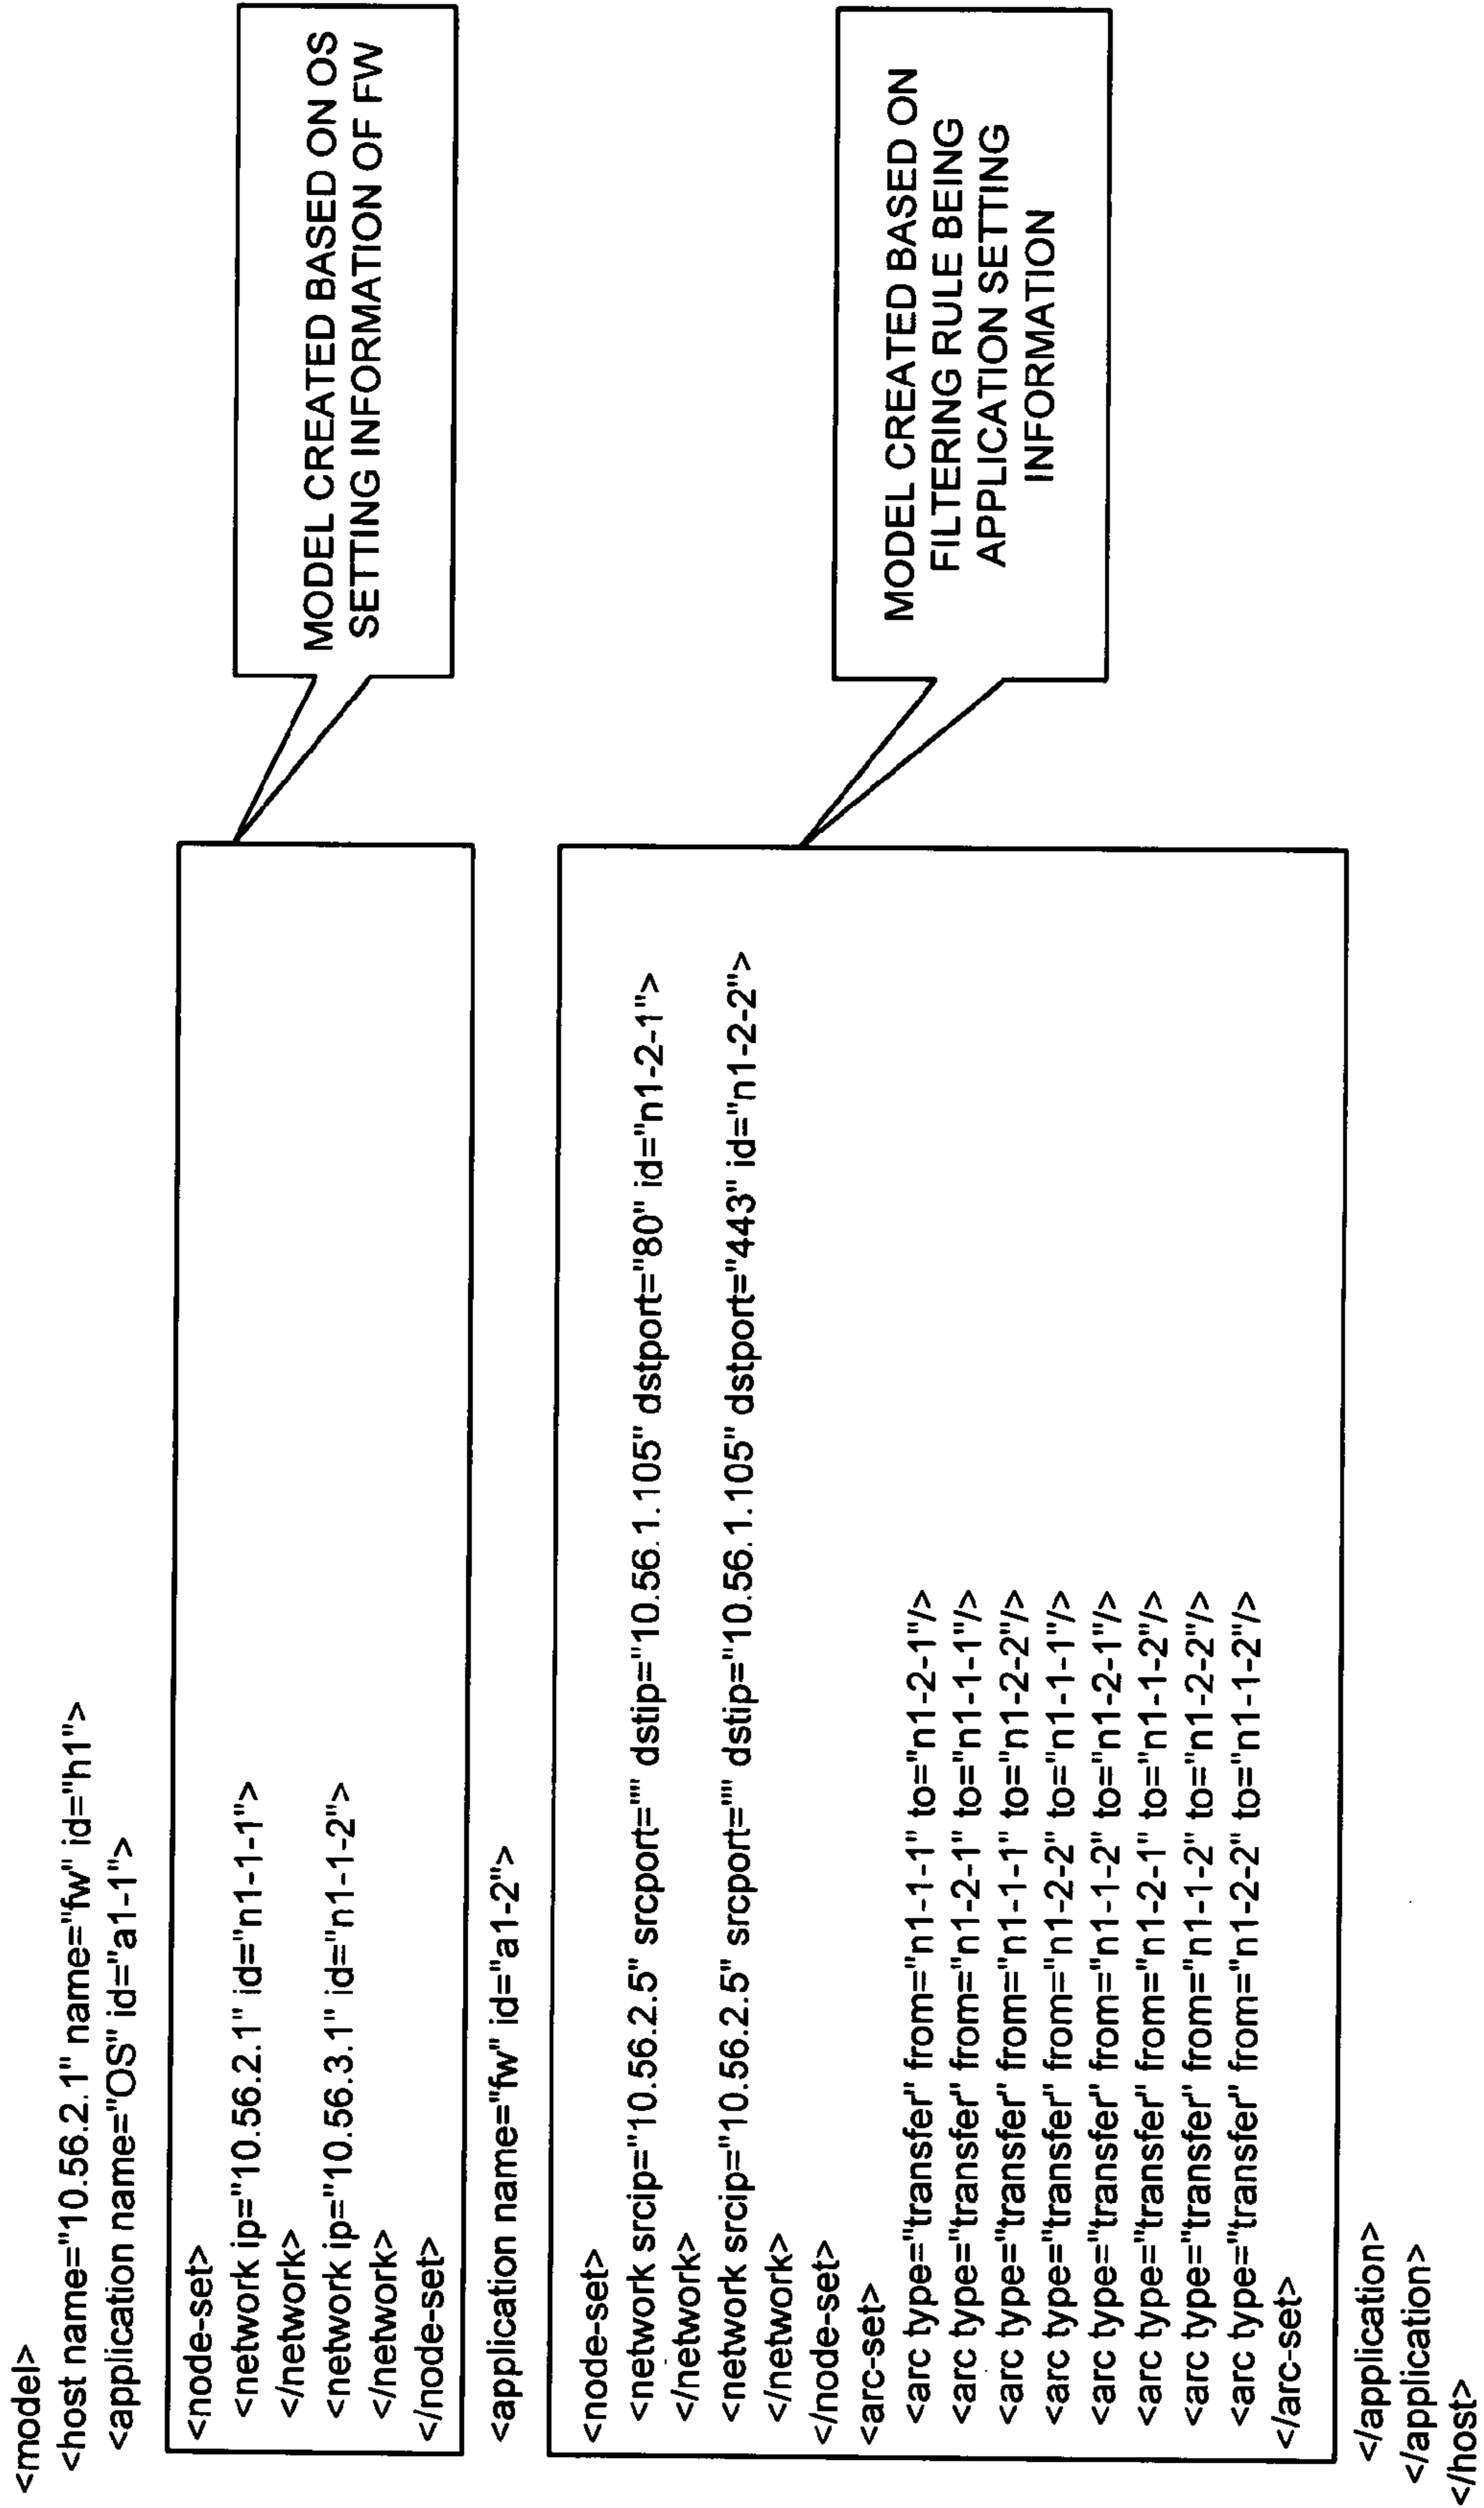 <model>
<host name="10.56.2.1" name="fw" id="h1">
<application name="OS" id="a1-1">
<node-set>
<network ip="10.56.2.1" id="n1-1-1">
</network>
<network ip="10.56.3.1" id="n1-1-2">
</network>
</node-set>
MODEL CREATED BASED ON OS
SETTING INFORMATION OF FW
<application name="fw" id="a1-2">
<node-set>
<network srcip="10.56.2.5" srcport="" dstip="10.56.1.105" dstport="80" id="n1-2-1">
</network>
<network srcip="10.56.2.5" srcport="" dstip="10.56.1.105" dstport="443" id="n1-2-2">
</network>
</node-set>
<arc-set>
<arc type="transfer" from="n1-1-1" to="n1-2-1"/>
<arc type="transfer" from="n1-2-1" to="n1-1-1"/>
<arc type="transfer" from="n1-1-1" to="n1-2-2"/>
<arc type="transfer" from="n1-2-2" to="n1-1-1"/>
<arc type="transfer" from="n1-1-2" to="n1-2-1"/>
<arc type="transfer" from="n1-2-1" to="n1-1-2"/>
<arc type="transfer" from="n1-1-2" to="n1-2-2"/>
<arc type="transfer" from="n1-2-2" to="n1-1-2"/>
</arc-set>
MODEL CREATED BASED ON
FILTERING RULE BEING
APPLICATION SETTING
INFORMATION
</application>
</application>
</host>